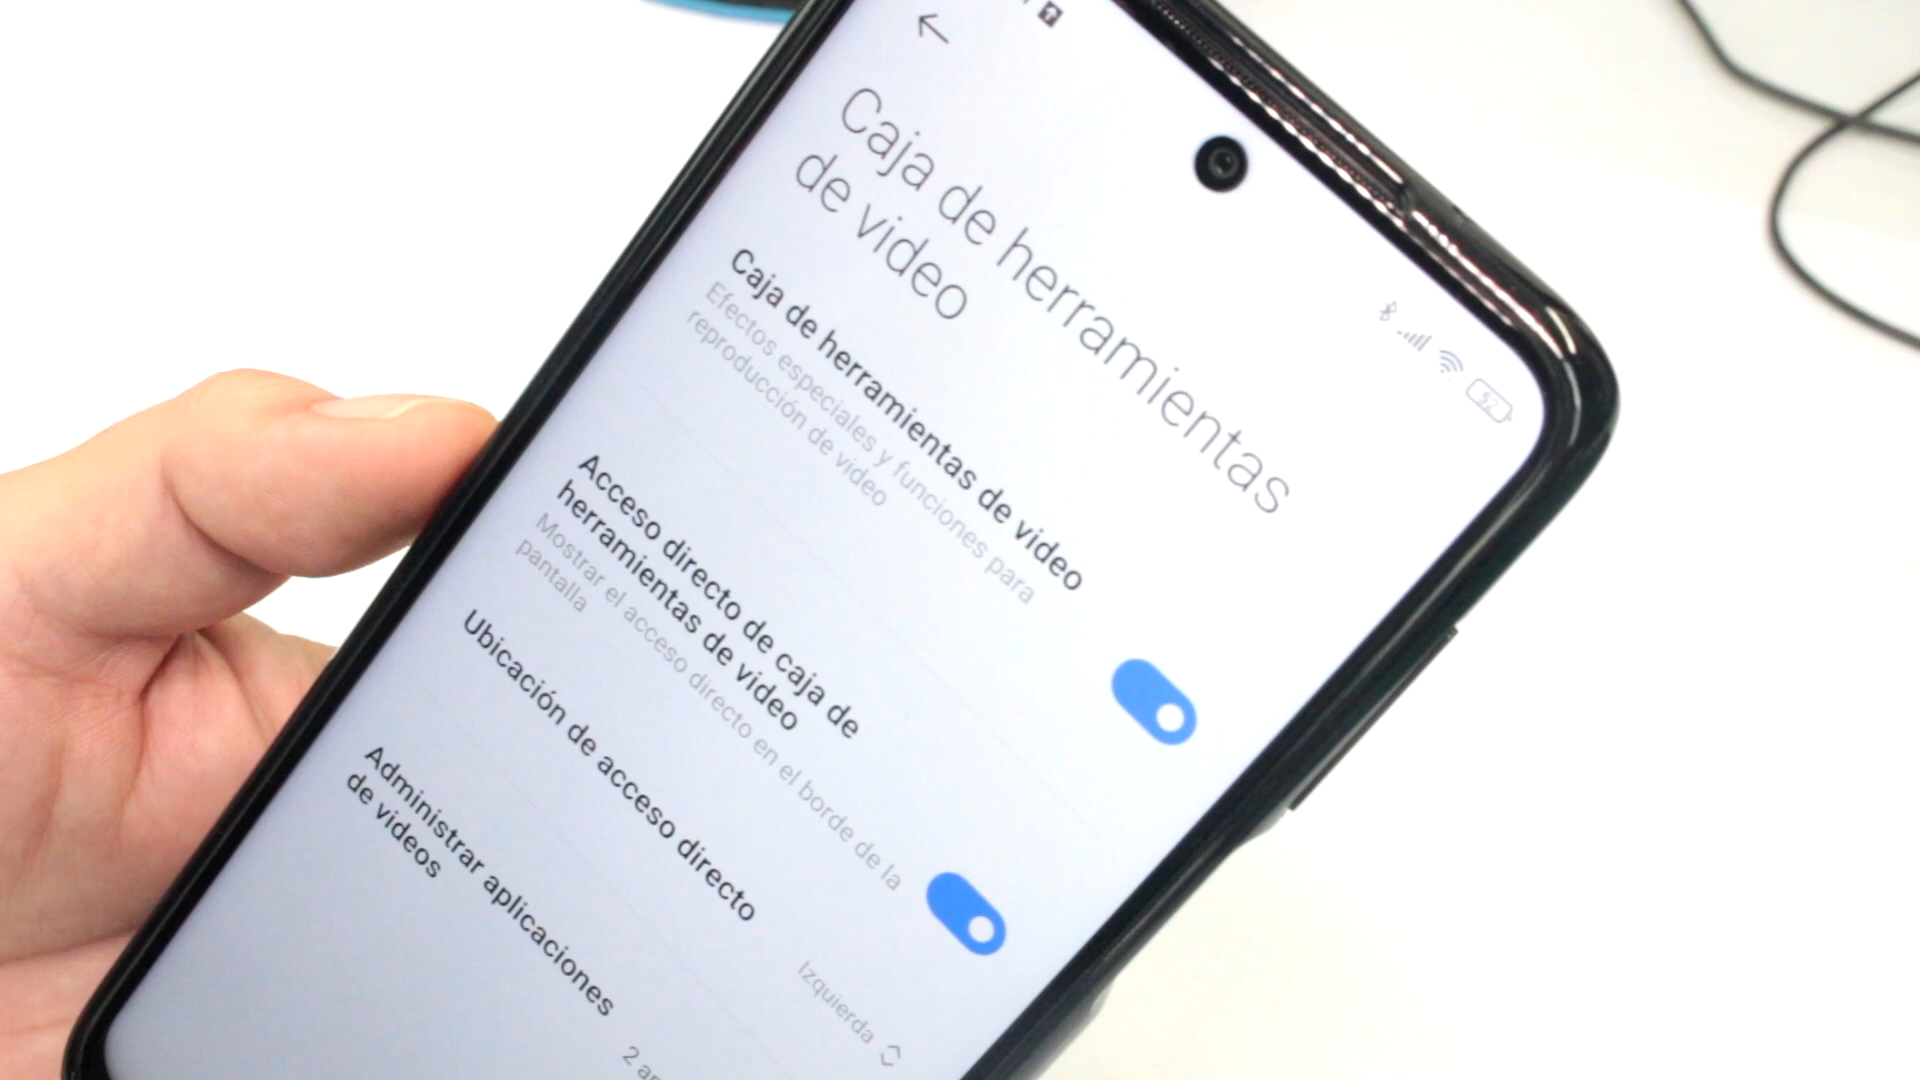 52
Caja de herramientas
de video
Caja de herramientas de video
Efectos especiales y funciones para
reproducción de video
Acceso directo de caja de
herramientas de video
Mostrar el acceso directo en el borde de la
pantalla
Ubicación de acceso directo
Izquierda
Administrar aplicaciones
de videos
2